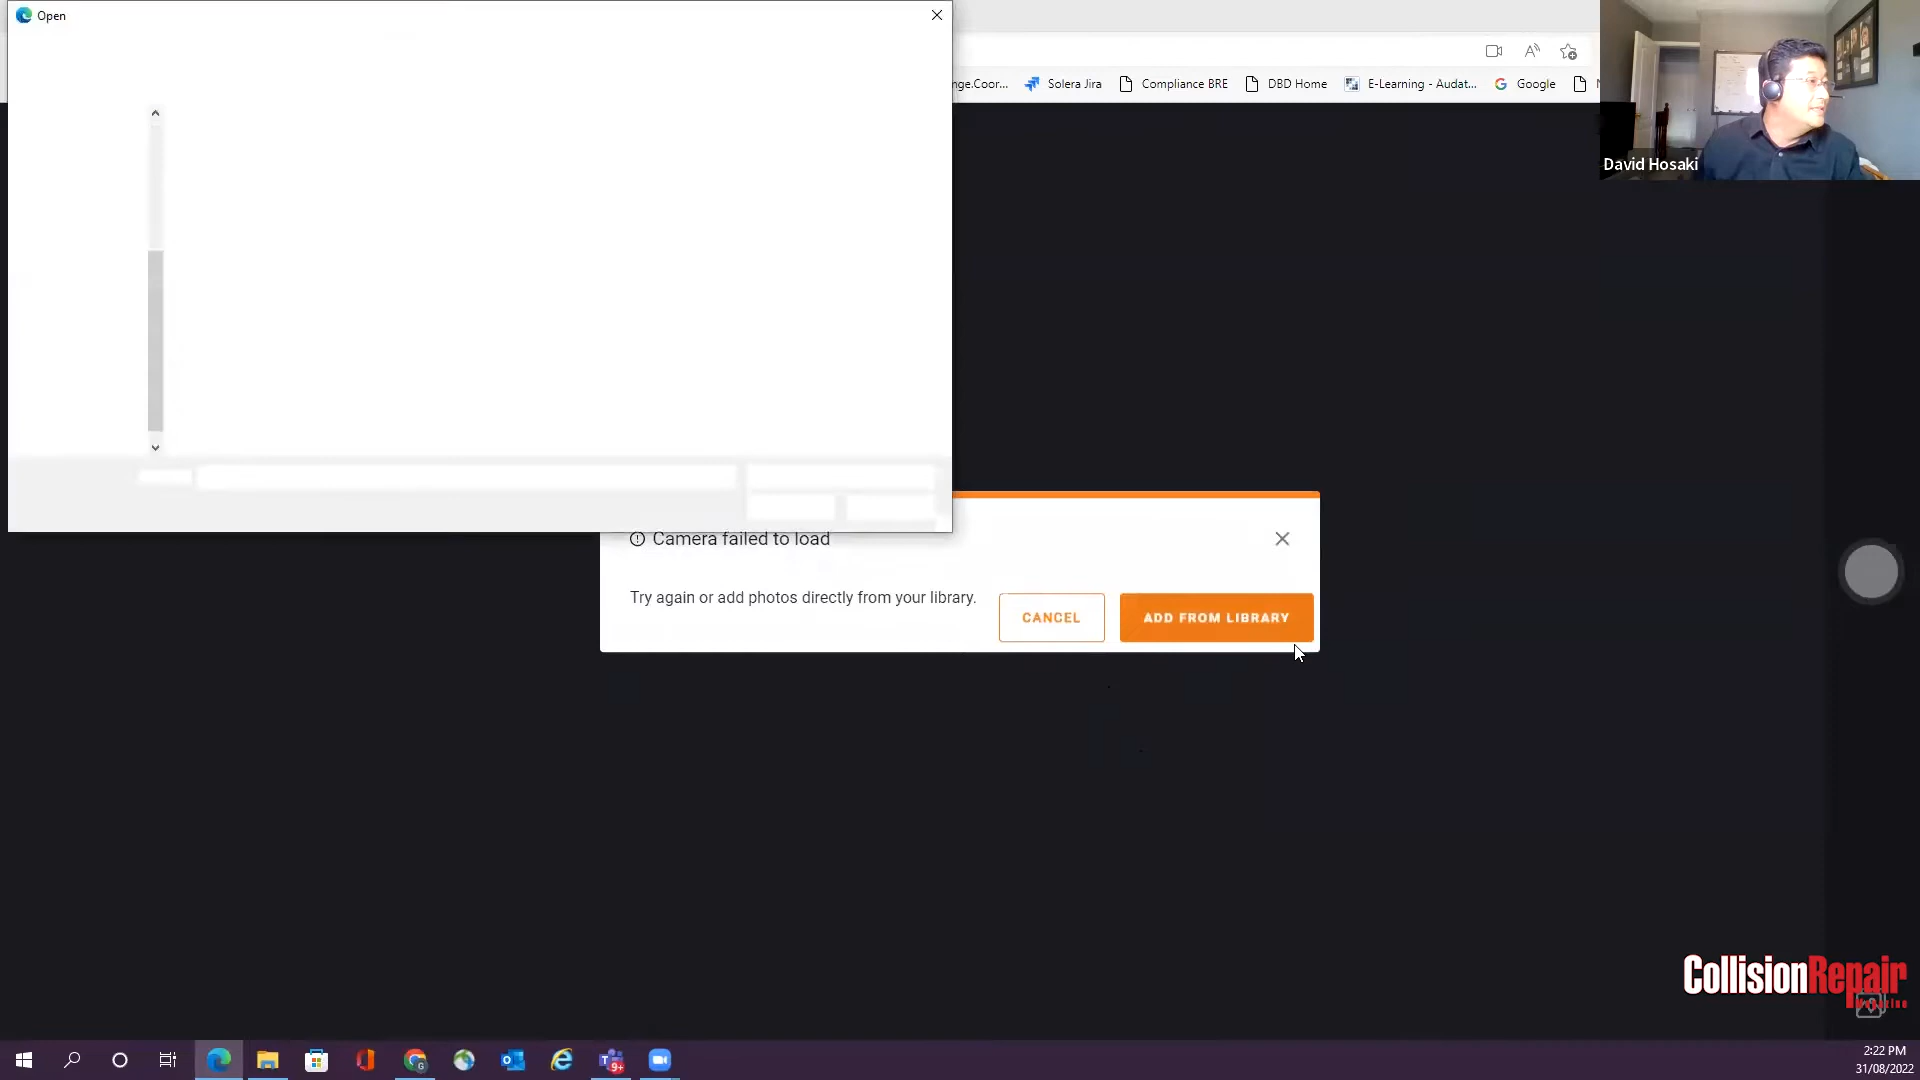 Open
nge.Coor...
Solera Jira
Compliance BRE
DBD Home
E-Learning - Audat...
Google
David Hosaki
Camera failed to load
Try again or add photos directly from your library.
CANCEL
ADD FROM LIBRARY
CollisionRepair
9+
2:22 PM
31/08/2022